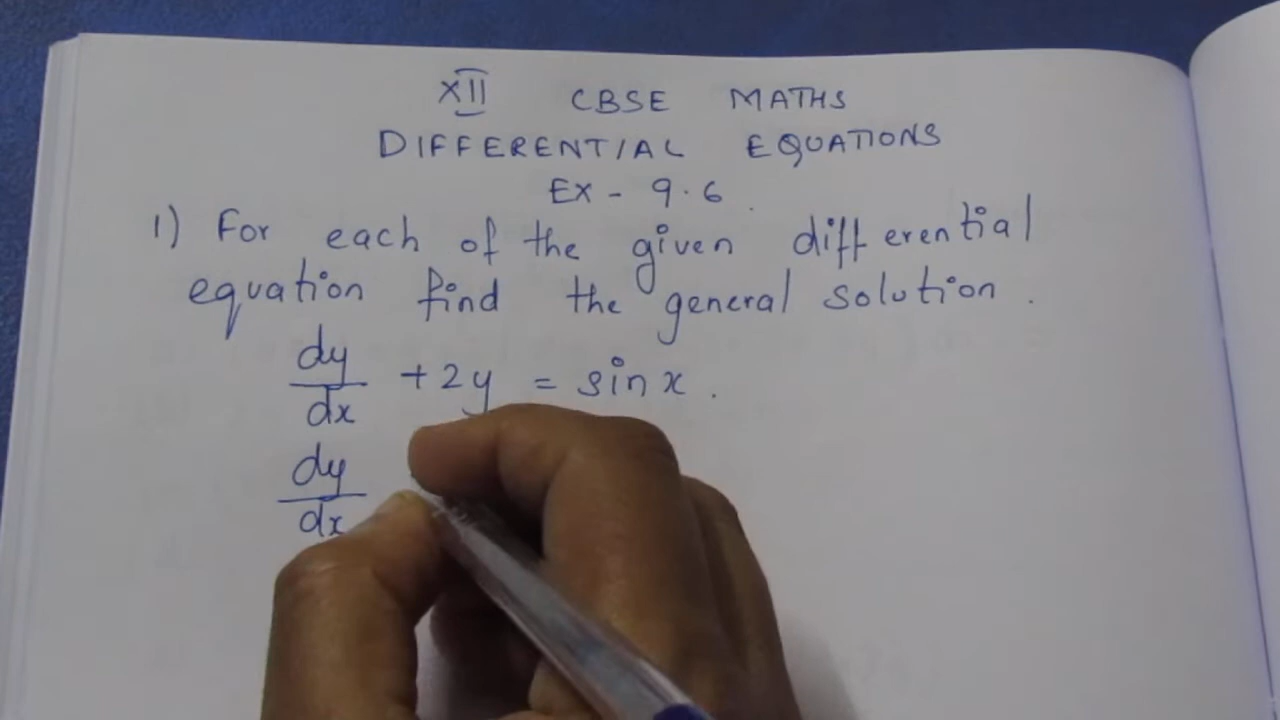 XII CBSE MATHS
DIFFERENTIAL EQUATIONS
EX - 9.6
1) For each of the given differential
equation find the general solution.
dy/dx + 2y = sin x.
dy/dx